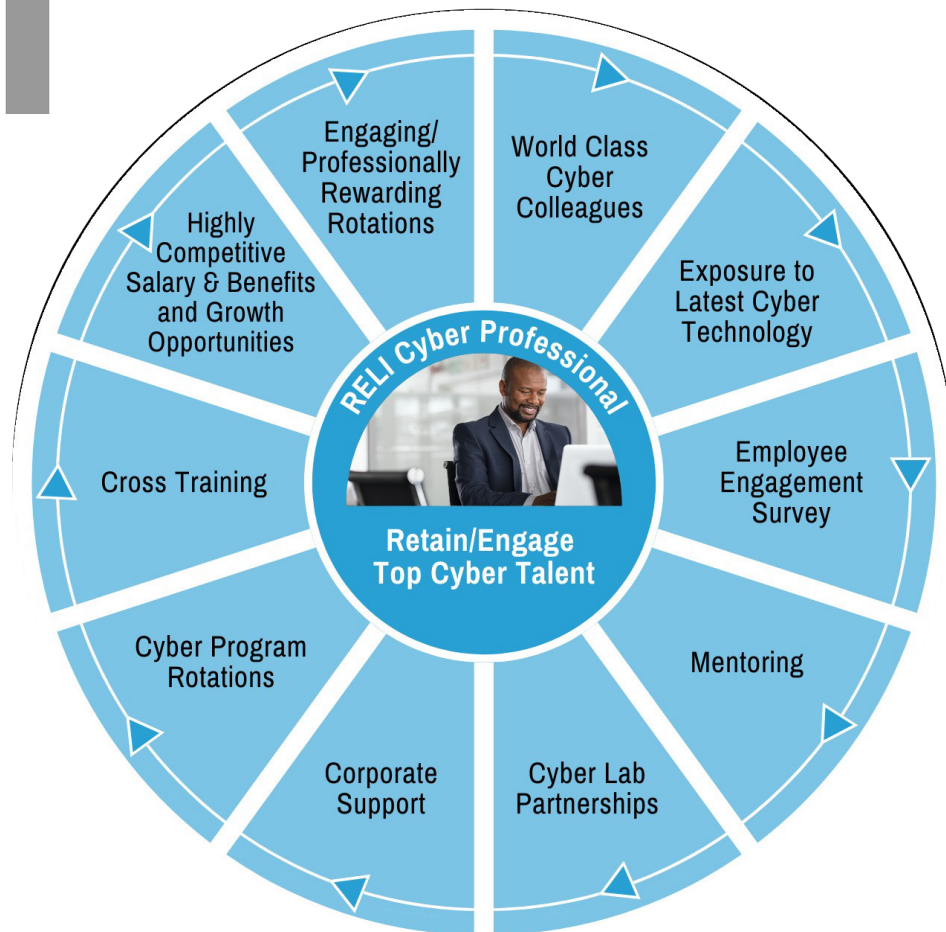 Engaging/
Professionally
Rewarding
Rotations
World Class
Cyber
Colleagues
Exposure to
Latest Cyber
Technology
Employee
Engagement
Survey
Mentoring
Cyber Lab
Partnerships
Corporate
Support
Cyber Program
Rotations
Cross Training
Highly
Competitive
Salary & Benefits
and Growth
Opportunities
RELI Cyber Professional
Retain/Engage
Top Cyber Talent